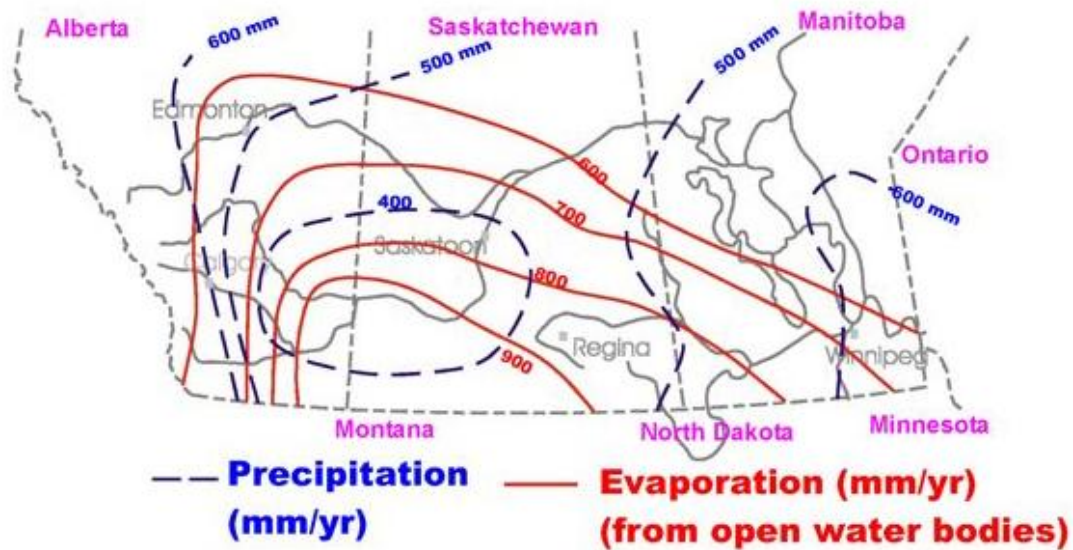 Alberta
600 mm
Saskatchewan
500 mm
500 mm
Manitoba
Edmonton
Ontario
600
600 mm
700
400
Saskatoon
Calgary
800
Regina
Winnipeg
900
Montana
North Dakota
Minnesota
Precipitation
(mm/yr)
Evaporation (mm/yr)
(from open water bodies)